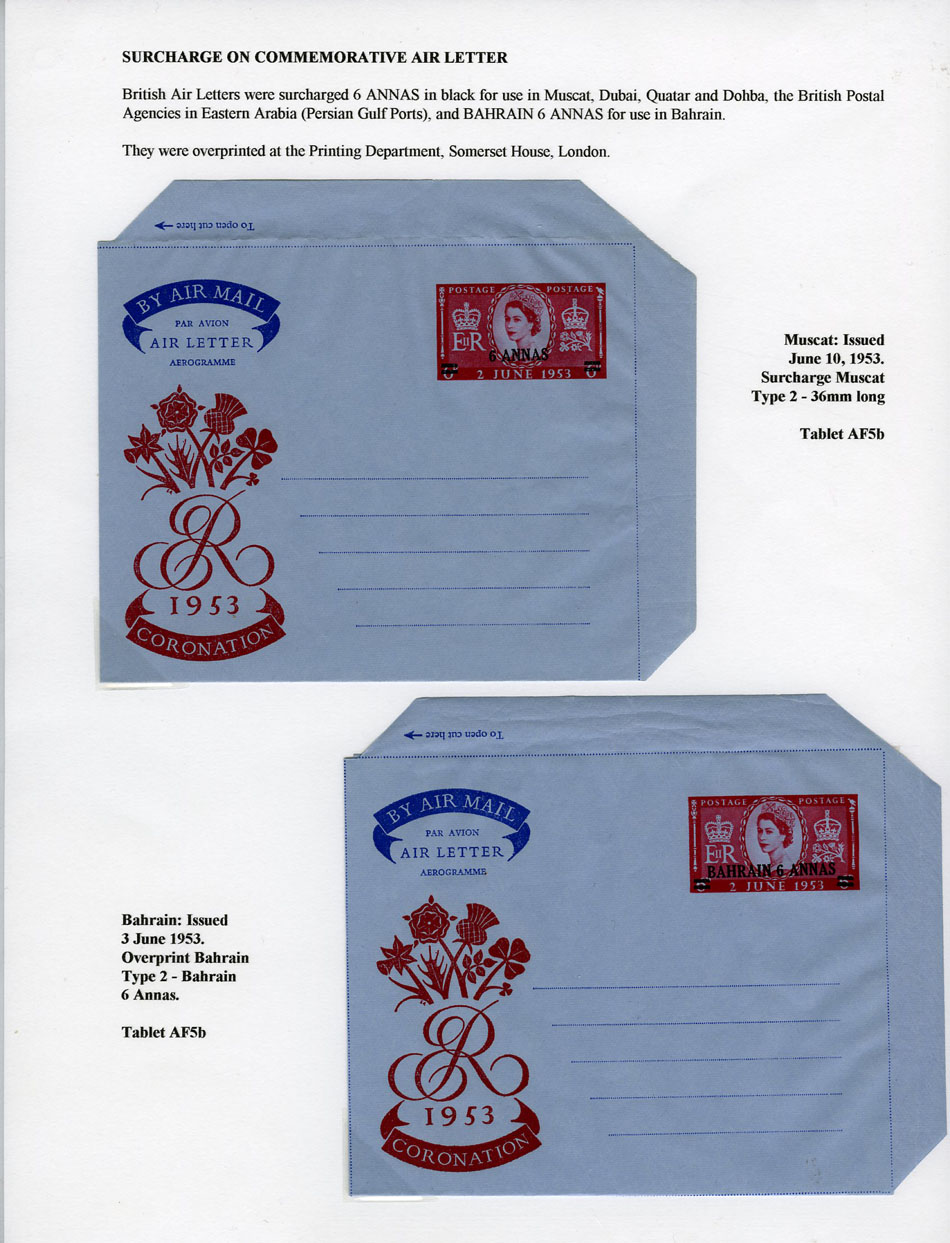 SURCHARGE ON COMMEMORATIVE AIR LETTER
British Air Letters were surcharged 6 ANNAS in black for use in Muscat, Dubai, Quatar and Dohba, the British Postal
Agencies in Eastern Arabia (Persian Gulf Ports), and BAHRAIN 6 ANNAS for use in Bahrain.
They were overprinted at the Printing Department, Somerset House, London.
To open cut here
BY AIR MAIL
PAR AVION
AIR LETTER
AEROGRAMME
POSTAGE POSTAGE
EIIR
6 ANNAS
2 JUNE 1953
ER
1953
CORONATION
Muscat: Issued
June 10, 1953.
Surcharge Muscat
Type 2 - 36mm long
Tablet AF5b
To open cut here
BY AIR MAIL
PAR AVION
AIR LETTER
AEROGRAMME
POSTAGE POSTAGE
EIIR
BAHRAIN 6 ANNAS
2 JUNE 1953
ER
1953
CORONATION
Bahrain: Issued
3 June 1953.
Overprint Bahrain
Type 2 - Bahrain
6 Annas.
Tablet AF5b